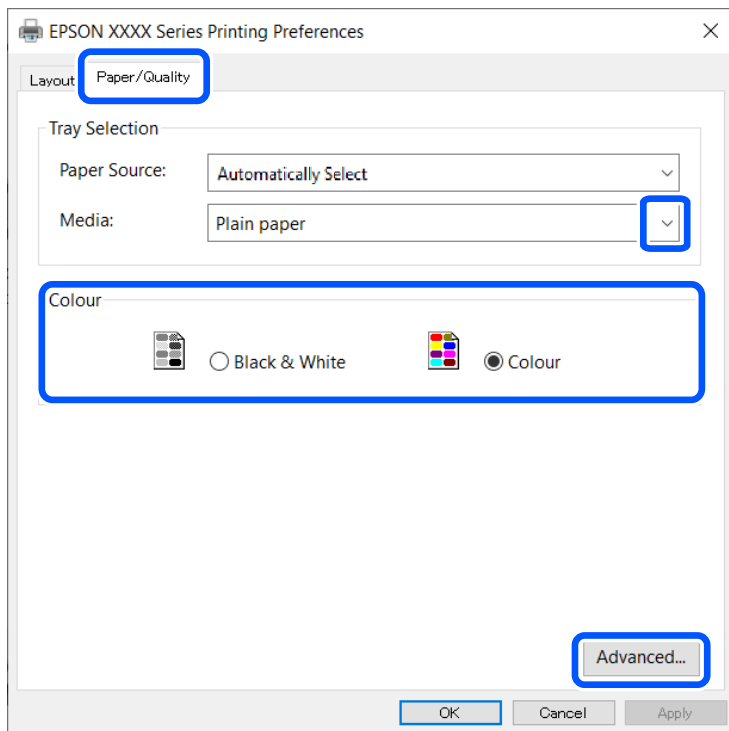 EPSON XXXX Series Printing Preferences
Layout Paper/Quality
Tray Selection
Paper Source: Automatically Select
Media: Plain paper
Colour
Black & White Colour
Advanced...
OK Cancel Apply